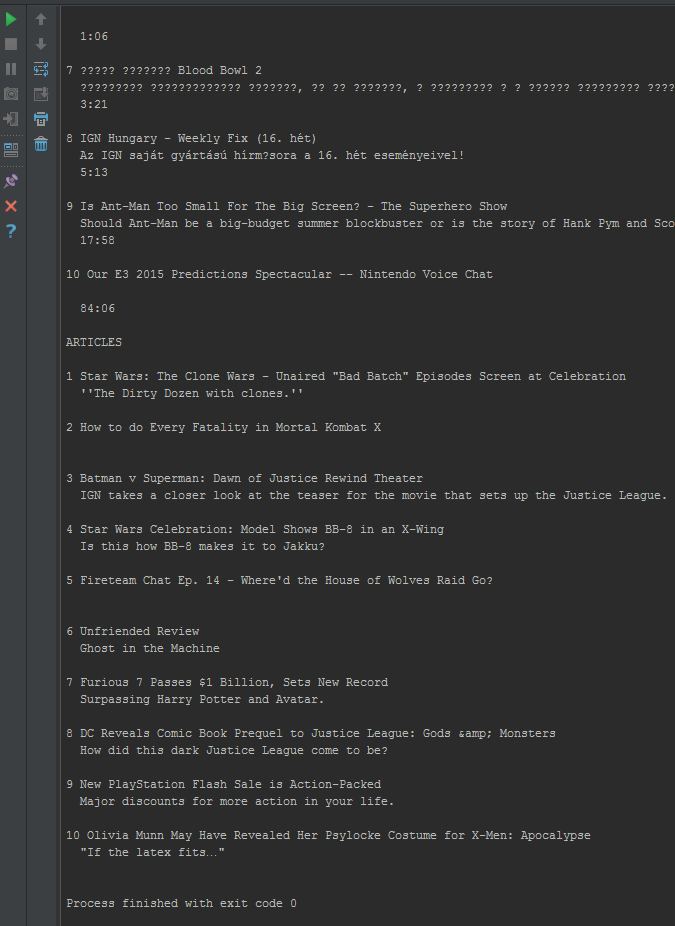 1:06
7 ????? ??????? Blood Bowl 2
????????? ????????????? ???????, ?? ?? ???????, ? ????????? ? ? ?????? ????????? ????
3:21
8 IGN Hungary - Weekly Fix (16. hét)
Az IGN saját gyártású hírm?sora a 16. hét eseményeivel!
5:13
9 Is Ant-Man Too Small For The Big Screen? - The Superhero Show
Should Ant-Man be a big-budget summer blockbuster or is the story of Hank Pym and Sco
17:58
10 Our E3 2015 Predictions Spectacular -- Nintendo Voice Chat
84:06
ARTICLES
1 Star Wars: The Clone Wars - Unaired "Bad Batch" Episodes Screen at Celebration
''The Dirty Dozen with clones.''
2 How to do Every Fatality in Mortal Kombat X
3 Batman v Superman: Dawn of Justice Rewind Theater
IGN takes a closer look at the teaser for the movie that sets up the Justice League.
4 Star Wars Celebration: Model Shows BB-8 in an X-Wing
Is this how BB-8 makes it to Jakku?
5 Fireteam Chat Ep. 14 - Where'd the House of Wolves Raid Go?
6 Unfriended Review
Ghost in the Machine
7 Furious 7 Passes $1 Billion, Sets New Record
Surpassing Harry Potter and Avatar.
8 DC Reveals Comic Book Prequel to Justice League: Gods &amp; Monsters
How did this dark Justice League come to be?
9 New PlayStation Flash Sale is Action-Packed
Major discounts for more action in your life.
10 Olivia Munn May Have Revealed Her Psylocke Costume for X-Men: Apocalypse
"If the latex fits…"
Process finished with exit code 0